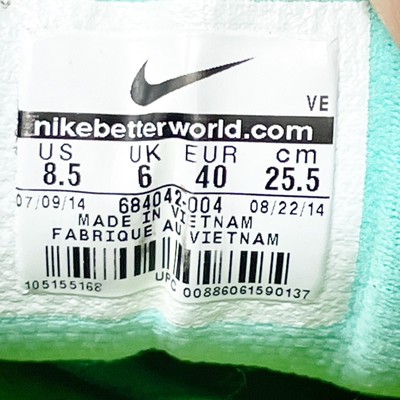 VE
nikebetterworld.com
US UK EUR cm
8.5 6 40 25.5
07/09/14 684042-004 08/22/14
MADE IN VIETNAM
FABRIQUE AU VIETNAM
105155168 UPC 00886061590137